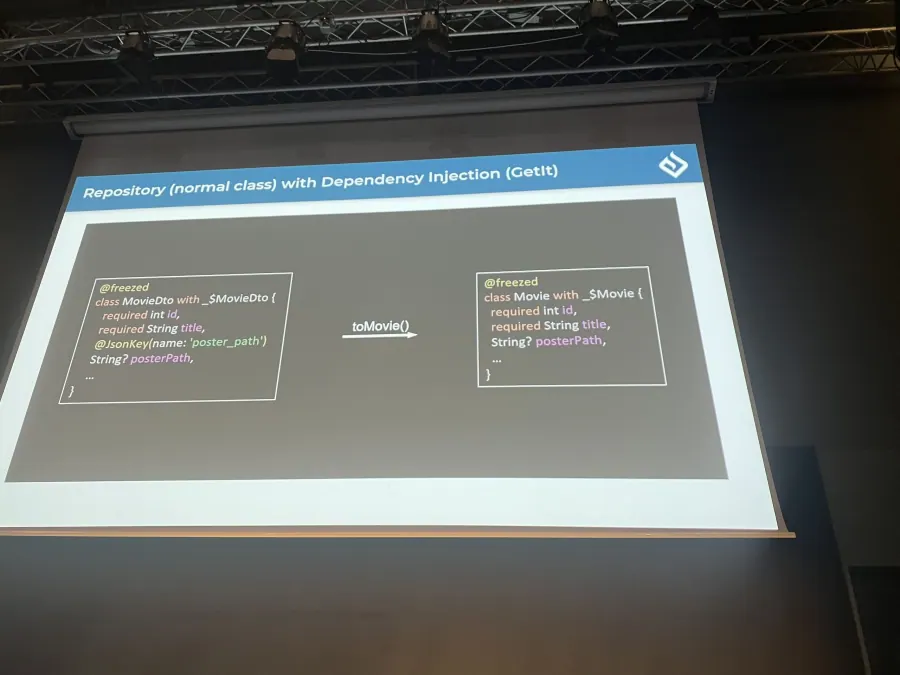 Repository (normal class) with Dependency Injection (GetIt)
@freezed
class MovieDto with _$MovieDto {
required int id,
required String title,
@JsonKey(name: 'poster_path')
String? posterPath,
...
}
toMovie()
@freezed
class Movie with _$Movie {
required int id,
required String title,
String? posterPath,
...
}